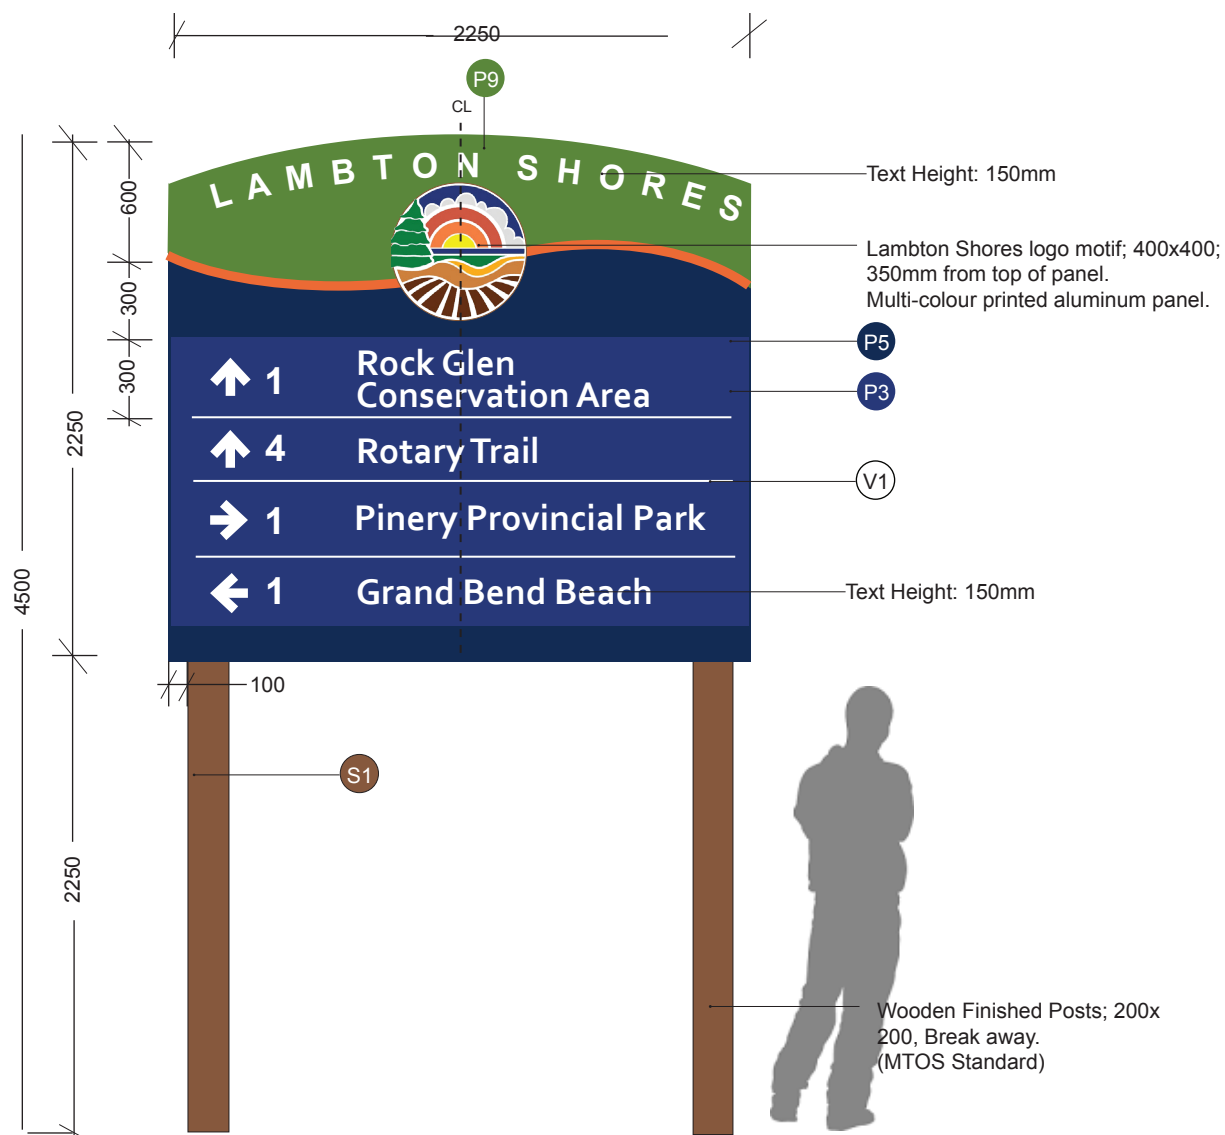 2250
P9
CL
LAMBTON SHORES
Text Height: 150mm
600
Lambton Shores logo motif; 400x400;
350mm from top of panel.
Multi-colour printed aluminum panel.
300
P5
300
P3
1 Rock Glen
Conservation Area
2250
4 Rotary Trail
V1
1 Pinery Provincial Park
4500
1 Grand Bend Beach
Text Height: 150mm
100
S1
2250
Wooden Finished Posts; 200x
200, Break away.
(MTOS Standard)